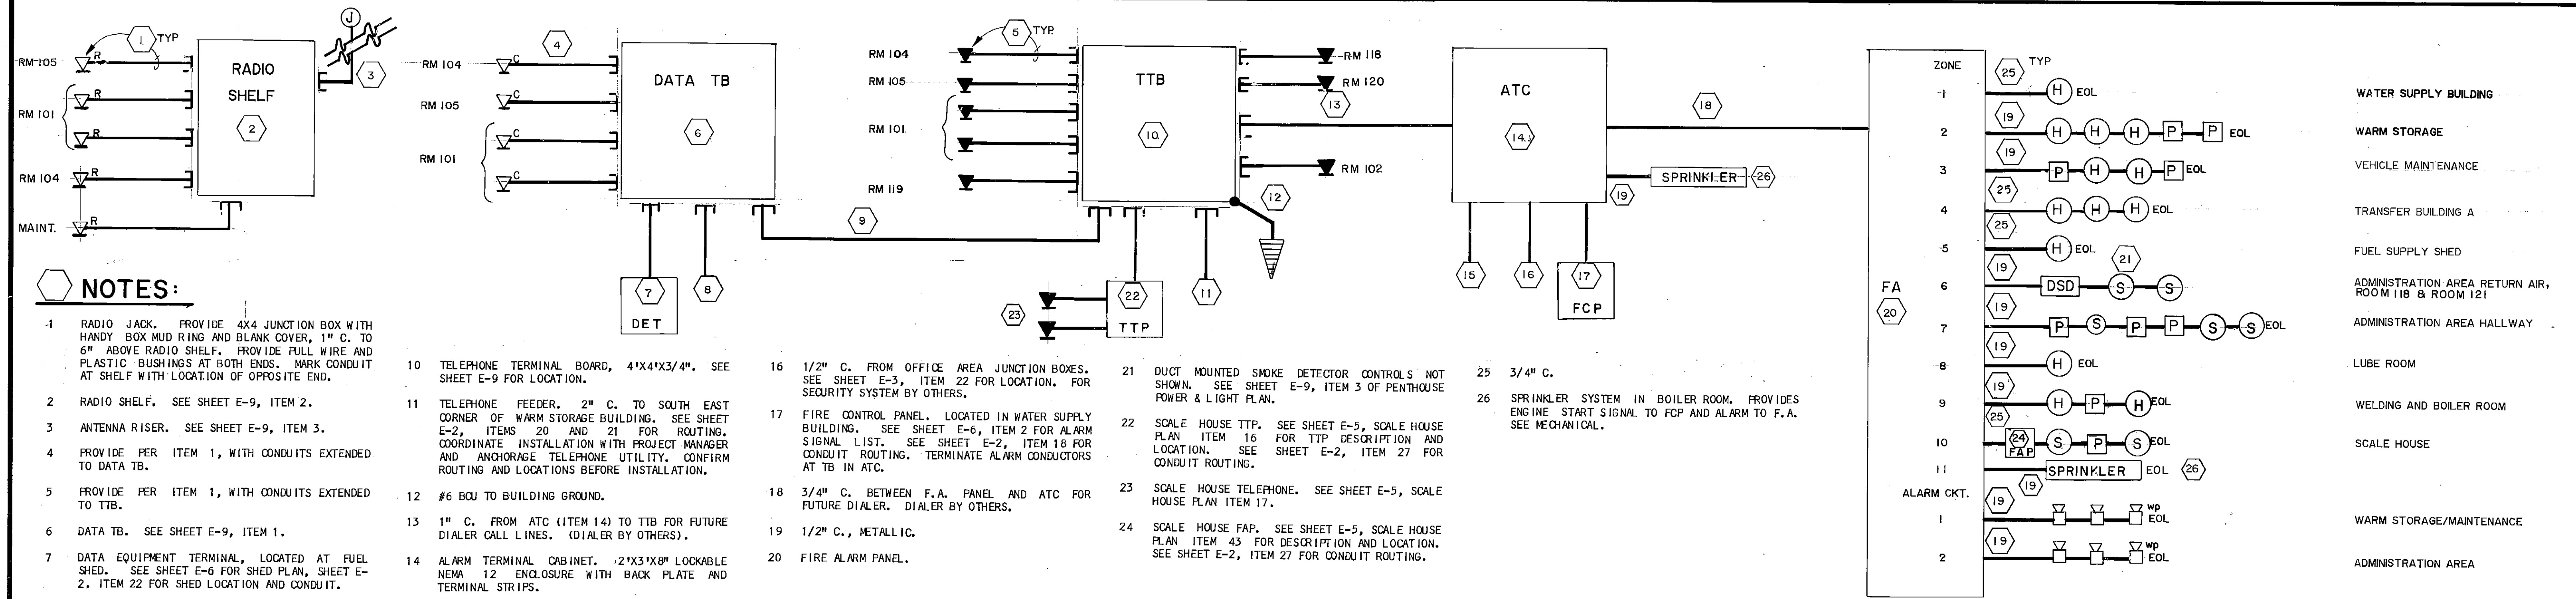 J
1 TYP
RM 105 R
RADIO
SHELF
2
3
R
RM 101
R
RM 104 R
MAINT. R
4
RM 104 C
RM 105 C
C
RM 101
C
DATA TB
6
7
DET
8
9
5 TYP.
RM 104
RM 105
RM 101
RM 119
TTB
10
RM 118
RM 120
13
RM 102
12
23
22
TTP
11
ATC
14
18
19 SPRINKLER 26
15
16
17
FCP
FA
20
ZONE
25 TYP
1 H EOL WATER SUPPLY BUILDING
19
2 H H H P P EOL WARM STORAGE
19
3 P H H P EOL VEHICLE MAINTENANCE
25
4 H H H EOL TRANSFER BUILDING A
25
5 H EOL FUEL SUPPLY SHED
19 21
6 DSD S S ADMINISTRATION AREA RETURN AIR,
ROOM 118 & ROOM 121
19
7 P S P P S S EOL ADMINISTRATION AREA HALLWAY
19
8 H EOL LUBE ROOM
19
9 H P H EOL WELDING AND BOILER ROOM
25
10 24 FAP S P S EOL SCALE HOUSE
11 SPRINKLER EOL 26
19
ALARM CKT.
19
1 wp EOL WARM STORAGE/MAINTENANCE
19
2 wp EOL ADMINISTRATION AREA
NOTES:
1 RADIO JACK. PROVIDE 4X4 JUNCTION BOX WITH
HANDY BOX MUD RING AND BLANK COVER, 1" C. TO
6" ABOVE RADIO SHELF. PROVIDE PULL WIRE AND
PLASTIC BUSHINGS AT BOTH ENDS. MARK CONDUIT
AT SHELF WITH LOCATION OF OPPOSITE END.
2 RADIO SHELF. SEE SHEET E-9, ITEM 2.
3 ANTENNA RISER. SEE SHEET E-9, ITEM 3.
4 PROVIDE PER ITEM 1, WITH CONDUITS EXTENDED
TO DATA TB.
5 PROVIDE PER ITEM 1, WITH CONDUITS EXTENDED
TO TTB.
6 DATA TB. SEE SHEET E-9, ITEM 1.
7 DATA EQUIPMENT TERMINAL, LOCATED AT FUEL
SHED. SEE SHEET E-6 FOR SHED PLAN, SHEET E-
2, ITEM 22 FOR SHED LOCATION AND CONDUIT.
10 TELEPHONE TERMINAL BOARD, 4'X4'X3/4". SEE
SHEET E-9 FOR LOCATION.
11 TELEPHONE FEEDER. 2" C. TO SOUTH EAST
CORNER OF WARM STORAGE BUILDING. SEE SHEET
E-2, ITEMS 20 AND 21 FOR ROUTING.
COORDINATE INSTALLATION WITH PROJECT MANAGER
AND ANCHORAGE TELEPHONE UTILITY. CONFIRM
ROUTING AND LOCATIONS BEFORE INSTALLATION.
12 #6 BCU TO BUILDING GROUND.
13 1" C. FROM ATC (ITEM 14) TO TTB FOR FUTURE
DIALER CALL LINES. (DIALER BY OTHERS).
14 ALARM TERMINAL CABINET. 2'X3'X8" LOCKABLE
NEMA 12 ENCLOSURE WITH BACK PLATE AND
TERMINAL STRIPS.
16 1/2" C. FROM OFFICE AREA JUNCTION BOXES.
SEE SHEET E-3, ITEM 22 FOR LOCATION. FOR
SECURITY SYSTEM BY OTHERS.
17 FIRE CONTROL PANEL. LOCATED IN WATER SUPPLY
BUILDING. SEE SHEET E-6, ITEM 2 FOR ALARM
SIGNAL LIST. SEE SHEET E-2, ITEM 18 FOR
CONDUIT ROUTING. TERMINATE ALARM CONDUCTORS
AT TB IN ATC.
18 3/4" C. BETWEEN F.A. PANEL AND ATC FOR
FUTURE DIALER. DIALER BY OTHERS.
19 1/2" C., METALLIC.
20 FIRE ALARM PANEL.
21 DUCT MOUNTED SMOKE DETECTOR CONTROLS NOT
SHOWN. SEE SHEET E-9, ITEM 3 OF PENTHOUSE
POWER & LIGHT PLAN.
22 SCALE HOUSE TTP. SEE SHEET E-5, SCALE HOUSE
PLAN ITEM 16 FOR TTP DESCRIPTION AND
LOCATION. SEE SHEET E-2, ITEM 27 FOR
CONDUIT ROUTING.
23 SCALE HOUSE TELEPHONE. SEE SHEET E-5, SCALE
HOUSE PLAN ITEM 17.
24 SCALE HOUSE FAP. SEE SHEET E-5, SCALE HOUSE
PLAN ITEM 43 FOR DESCRIPTION AND LOCATION.
SEE SHEET E-2, ITEM 27 FOR CONDUIT ROUTING.
25 3/4" C.
26 SPRINKLER SYSTEM IN BOILER ROOM. PROVIDES
ENGINE START SIGNAL TO FCP AND ALARM TO F.A.
SEE MECHANICAL.